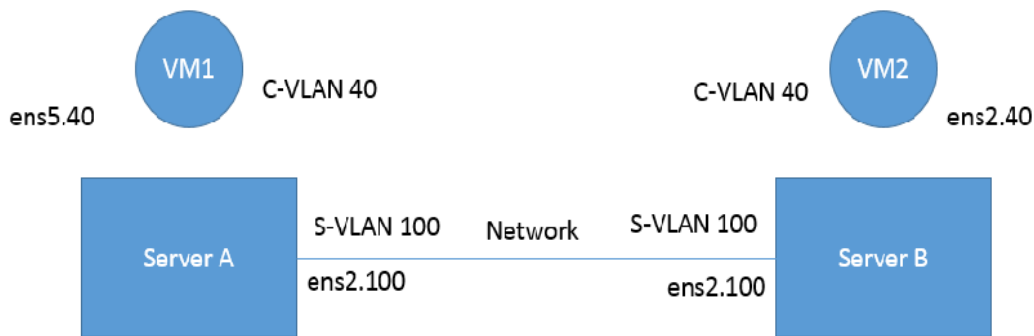 VM1
C-VLAN 40
ens5.40
VM2
C-VLAN 40
ens2.40
Server A
S-VLAN 100
Network
S-VLAN 100
ens2.100
ens2.100
Server B